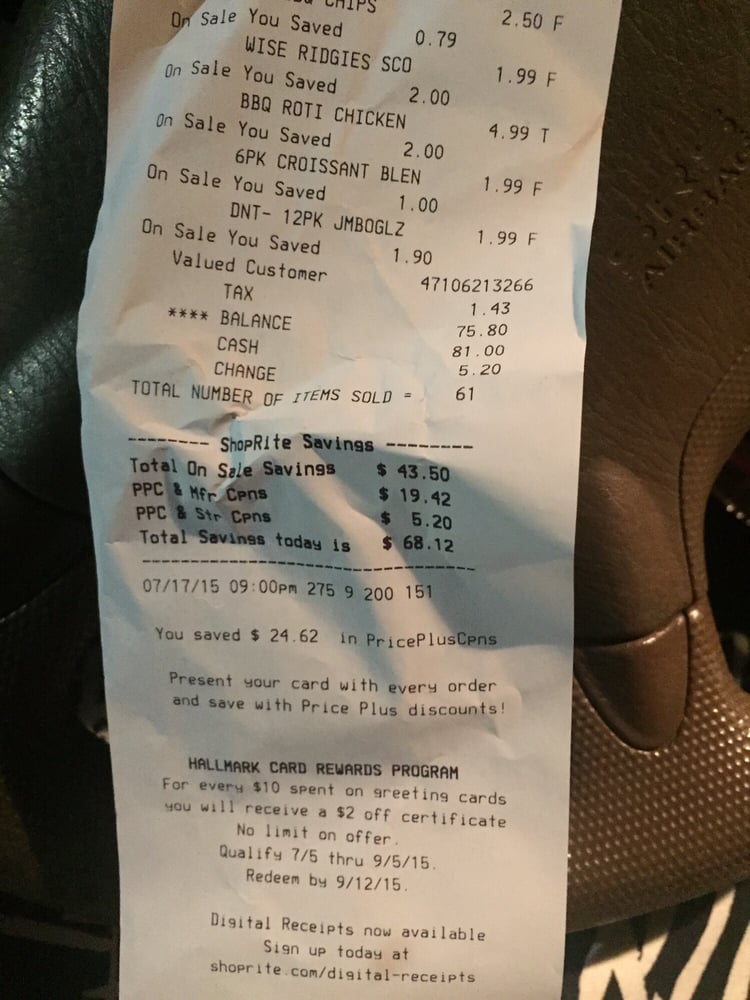 CHIPS 2.50 F
On Sale You Saved 0.79
WISE RIDGIES SCO 1.99 F
On Sale You Saved 2.00
BBQ ROTI CHICKEN 4.99 T
On Sale You Saved 2.00
6PK CROISSANT BLEN 1.99 F
On Sale You Saved 1.00
DNT- 12PK JMBOGLZ 1.99 F
On Sale You Saved 1.90
Valued Customer 47106213266
TAX 1.43
**** BALANCE 75.80
CASH 81.00
CHANGE 5.20
TOTAL NUMBER OF ITEMS SOLD = 61
-------- ShopRite Savings --------
Total On Sale Savings $ 43.50
PPC & Mfr Cpns $ 19.42
PPC & Str Cpns $ 5.20
Total Savings today is $ 68.12
07/17/15 09:00pm 275 9 200 151
You saved $ 24.62 in PricePlusCpns
Present your card with every order
and save with Price Plus discounts!
HALLMARK CARD REWARDS PROGRAM
For every $10 spent on greeting cards
you will receive a $2 off certificate
No limit on offer.
Qualify 7/5 thru 9/5/15.
Redeem by 9/12/15.
Digital Receipts now available
Sign up today at
shoprite.com/digital-receipts
AIRBAG